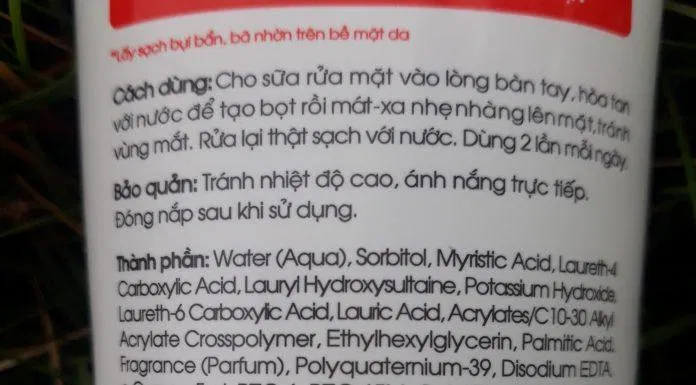 *Lấy sạch bụi bẩn, bã nhờn trên bề mặt da
Cách dùng: Cho sữa rửa mặt vào lòng bàn tay, hòa tan
với nước để tạo bọt rồi mát-xa nhẹ nhàng lên mặt, tránh
vùng mắt. Rửa lại thật sạch với nước. Dùng 2 lần mỗi ngày.
Bảo quản: Tránh nhiệt độ cao, ánh nắng trực tiếp.
Đóng nắp sau khi sử dụng.
Thành phần: Water (Aqua), Sorbitol, Myristic Acid, Laureth-4
Carboxylic Acid, Lauryl Hydroxysultaine, Potassium Hydroxide,
Laureth-6 Carboxylic Acid, Lauric Acid, Acrylates/C10-30 Alkyl
Acrylate Crosspolymer, Ethylhexylglycerin, Palmitic Acid,
Fragrance (Parfum), Polyquaternium-39, Disodium EDTA,